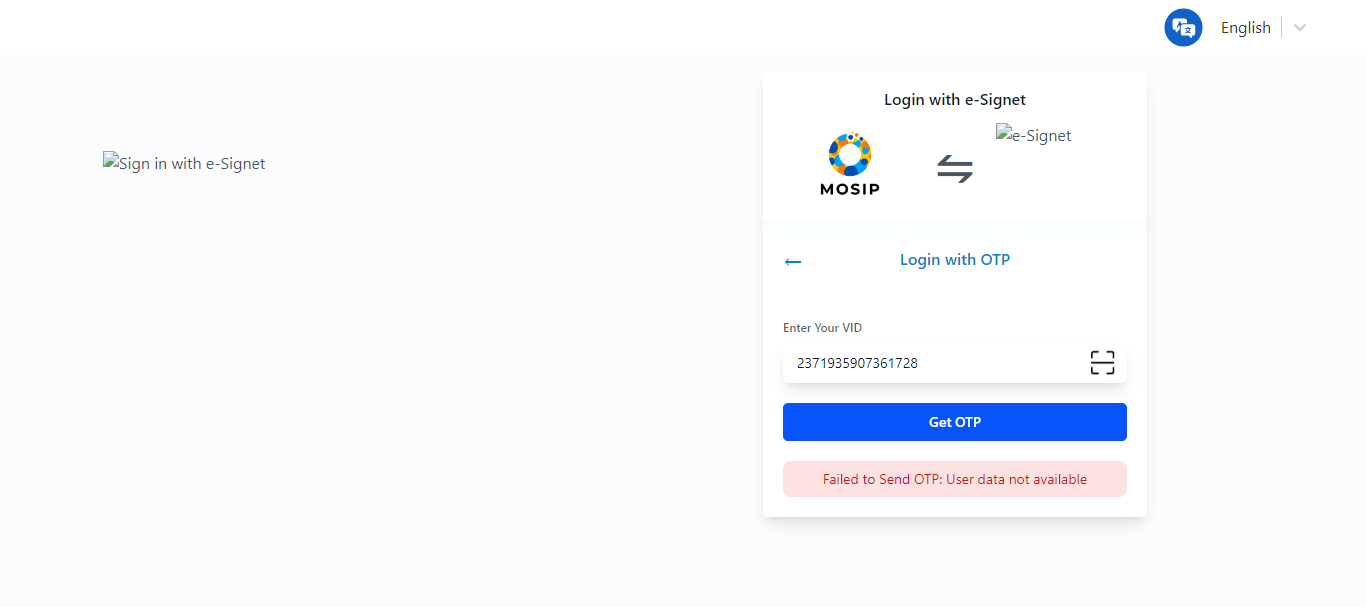 English
Login with e-Signet
Sign in with e-Signet
e-Signet
MOSIP
Login with OTP
Enter Your VID
2371935907361728
Get OTP
Failed to Send OTP: User data not available